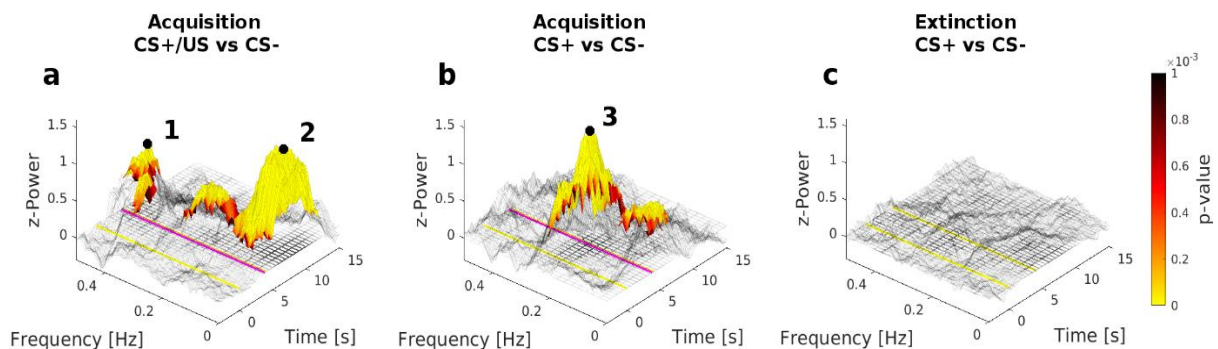 Acquisition
CS+/US vs CS-
Acquisition
CS+ vs CS-
Extinction
CS+ vs CS-
a
b
c
1
2
3
1.5
1
0.5
0
z-Power
0.4
0.2
0
Frequency [Hz]
0
5
10
15
Time [s]
1.5
1
0.5
0
z-Power
0.4
0.2
0
Frequency [Hz]
0
5
10
15
Time [s]
1.5
1
0.5
0
z-Power
0.4
0.2
0
Frequency [Hz]
0
5
10
15
Time [s]
×10⁻³
1
0.8
0.6
0.4
0.2
0
p-value